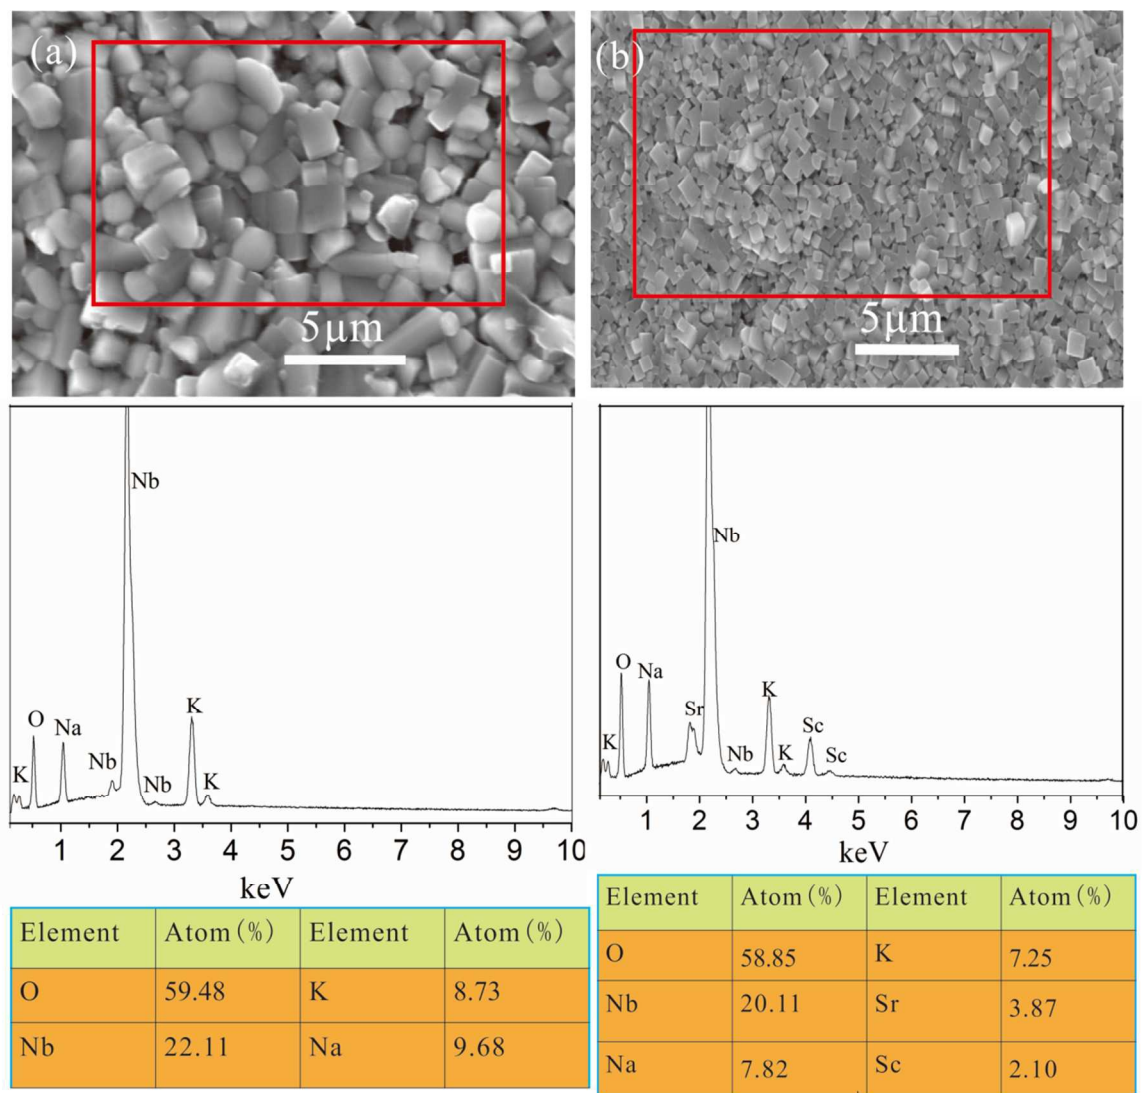 (a)
5µm
(b)
5µm
Nb
O
Na
K
Nb
Nb
K
K
1 2 3 4 5 6 7 8 9 10
keV
Nb
O
Na
K
Sr
Nb
K
K
Sc
Sc
1 2 3 4 5 6 7 8 9 10
keV
Element Atom(%) Element Atom(%)
O 59.48 K 8.73
Nb 22.11 Na 9.68
Element Atom(%) Element Atom(%)
O 58.85 K 7.25
Nb 20.11 Sr 3.87
Na 7.82 Sc 2.10